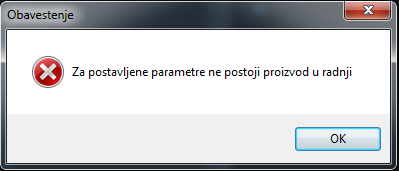 Obavestenje
Za postavljene parametre ne postoji proizvod u radnji
OK